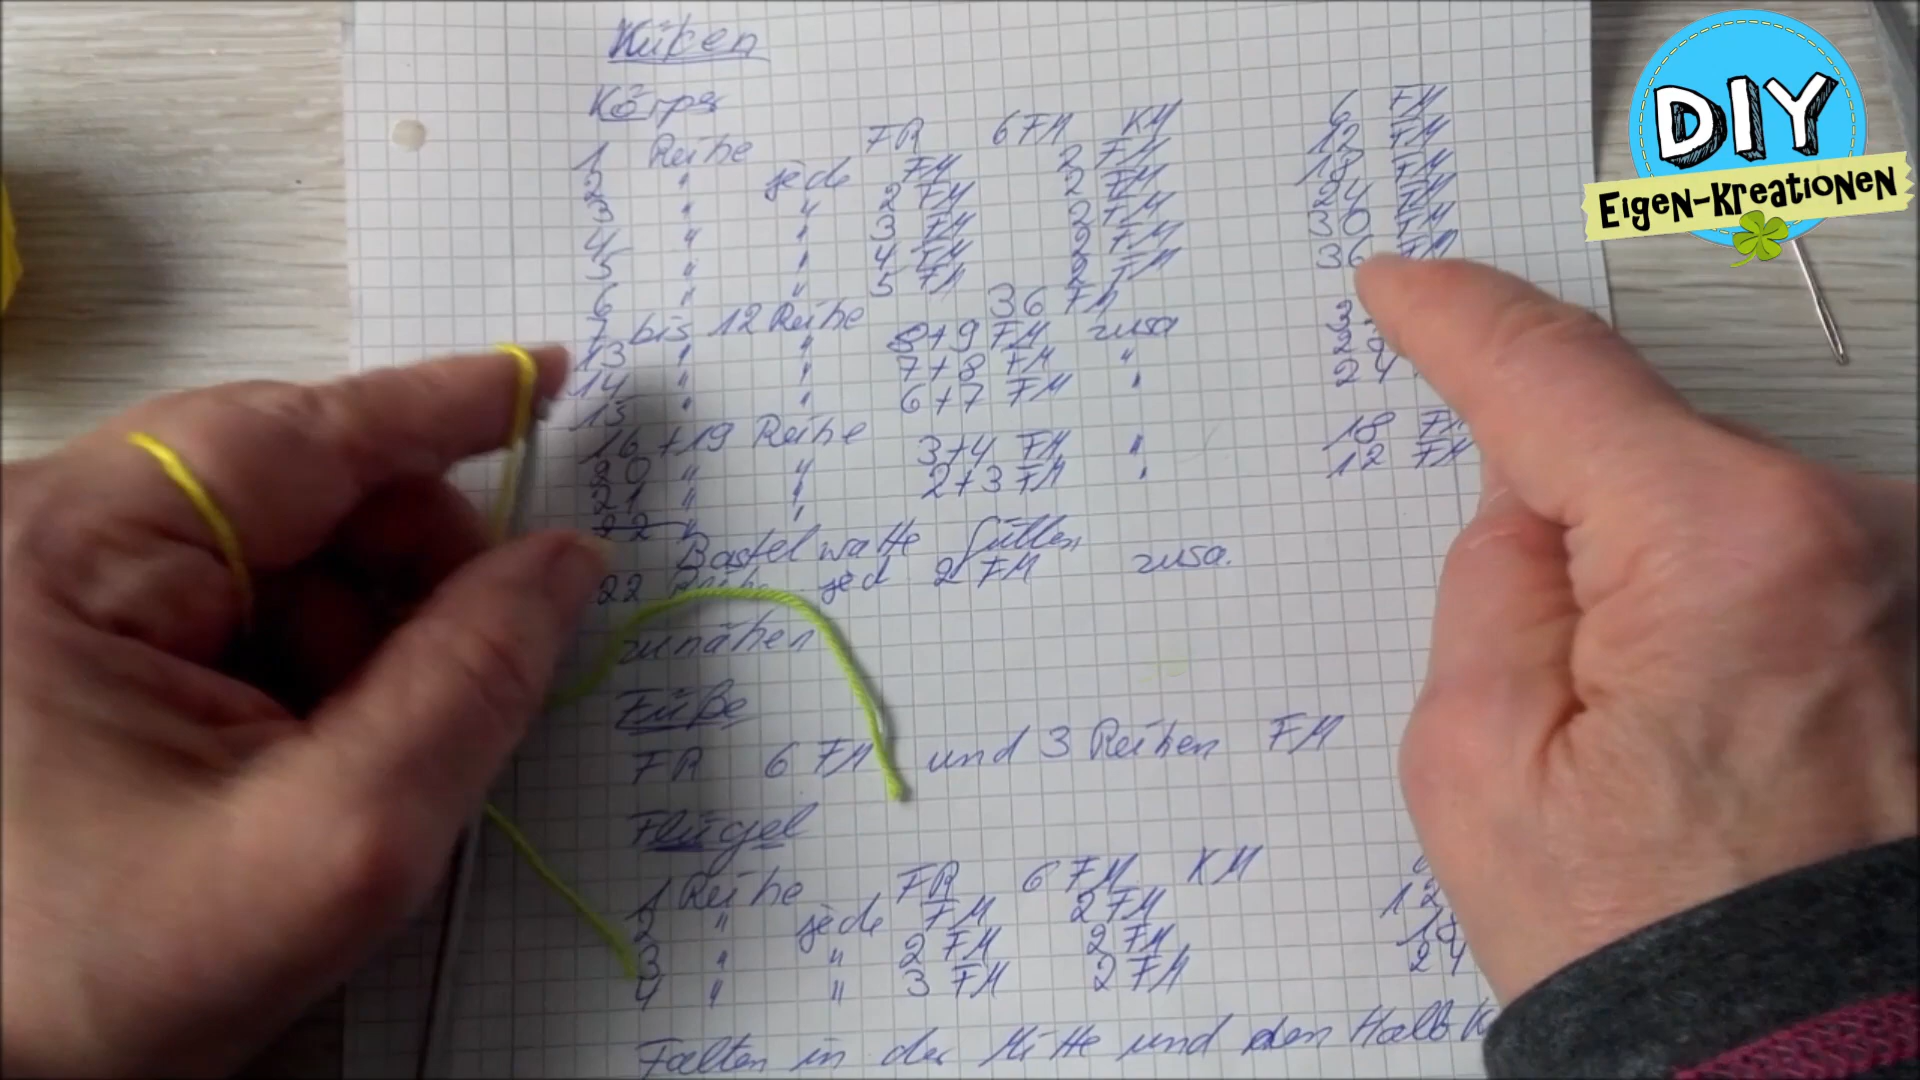 Küken
Körper
1 Reihe FR 6 FM KM 6 FM
2 " jede FM 2 FM 12 FM
3 " " 2 FM 2 FM 18 FM
4 " " 3 FM 2 FM 24 FM
5 " " 4 FM 2 FM 30 FM
6 " " 5 FM 2 FM 36 FM
7 bis 12 Reihe 36 FM
13 " " 8+9 FM zusa
14 " " 7+8 FM "
15 " " 6+7 FM " 24
16+19 Reihe
20 " " 3+4 FM " 18 FM
21 " " 2+3 FM " 12 FM
22 " "
Bastelwatte füllen
22 Reihe jed 2 FM zusa.
zunähen
Füße
FR 6 FM und 3 Reihen FM
Flügel
1 Reihe FR 6 FM KM
2 " jede FM 2 FM 12
3 " " 2 FM 2 FM 18
4 " " 3 FM 2 FM 24
Falten in der Mitte und den Halb K
DIY
Eigen-Kreationen